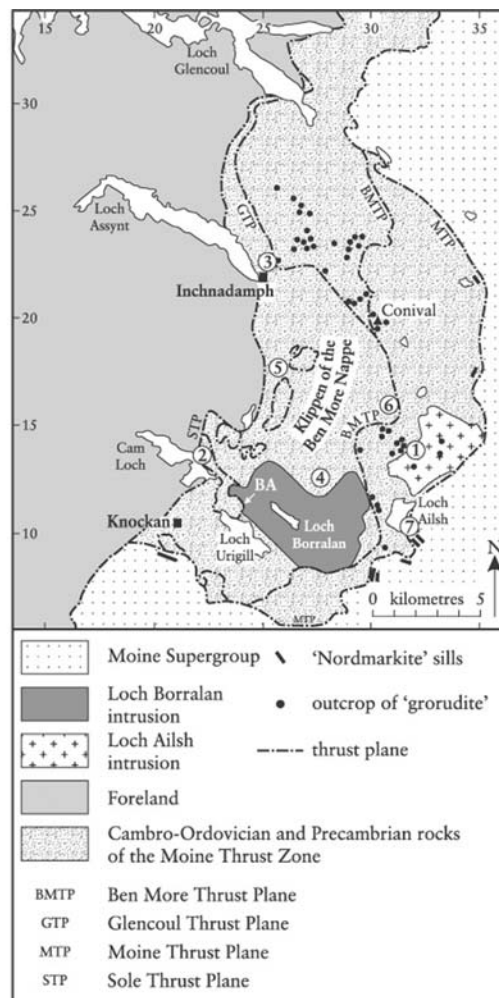 15
20
25
30
35
30
Loch
Glencoul
25
Loch
Assynt
GTP
BMTP
MTP
3
Inchnadamph
20
Conival
Klippen of the
Ben More Nappe
5
15
STP
BMTP
6
Cam
Loch
2
4
1
BA
10
Knockan
Loch
Urigill
Loch
Borralan
Loch
Ailsh
7
N
MTP
0 kilometres 5
Moine Supergroup
'Nordmarkite' sills
Loch Borralan
intrusion
outcrop of 'grorudite'
Loch Ailsh
intrusion
thrust plane
Foreland
Cambro-Ordovician and Precambrian rocks
of the Moine Thrust Zone
BMTP Ben More Thrust Plane
GTP Glencoul Thrust Plane
MTP Moine Thrust Plane
STP Sole Thrust Plane